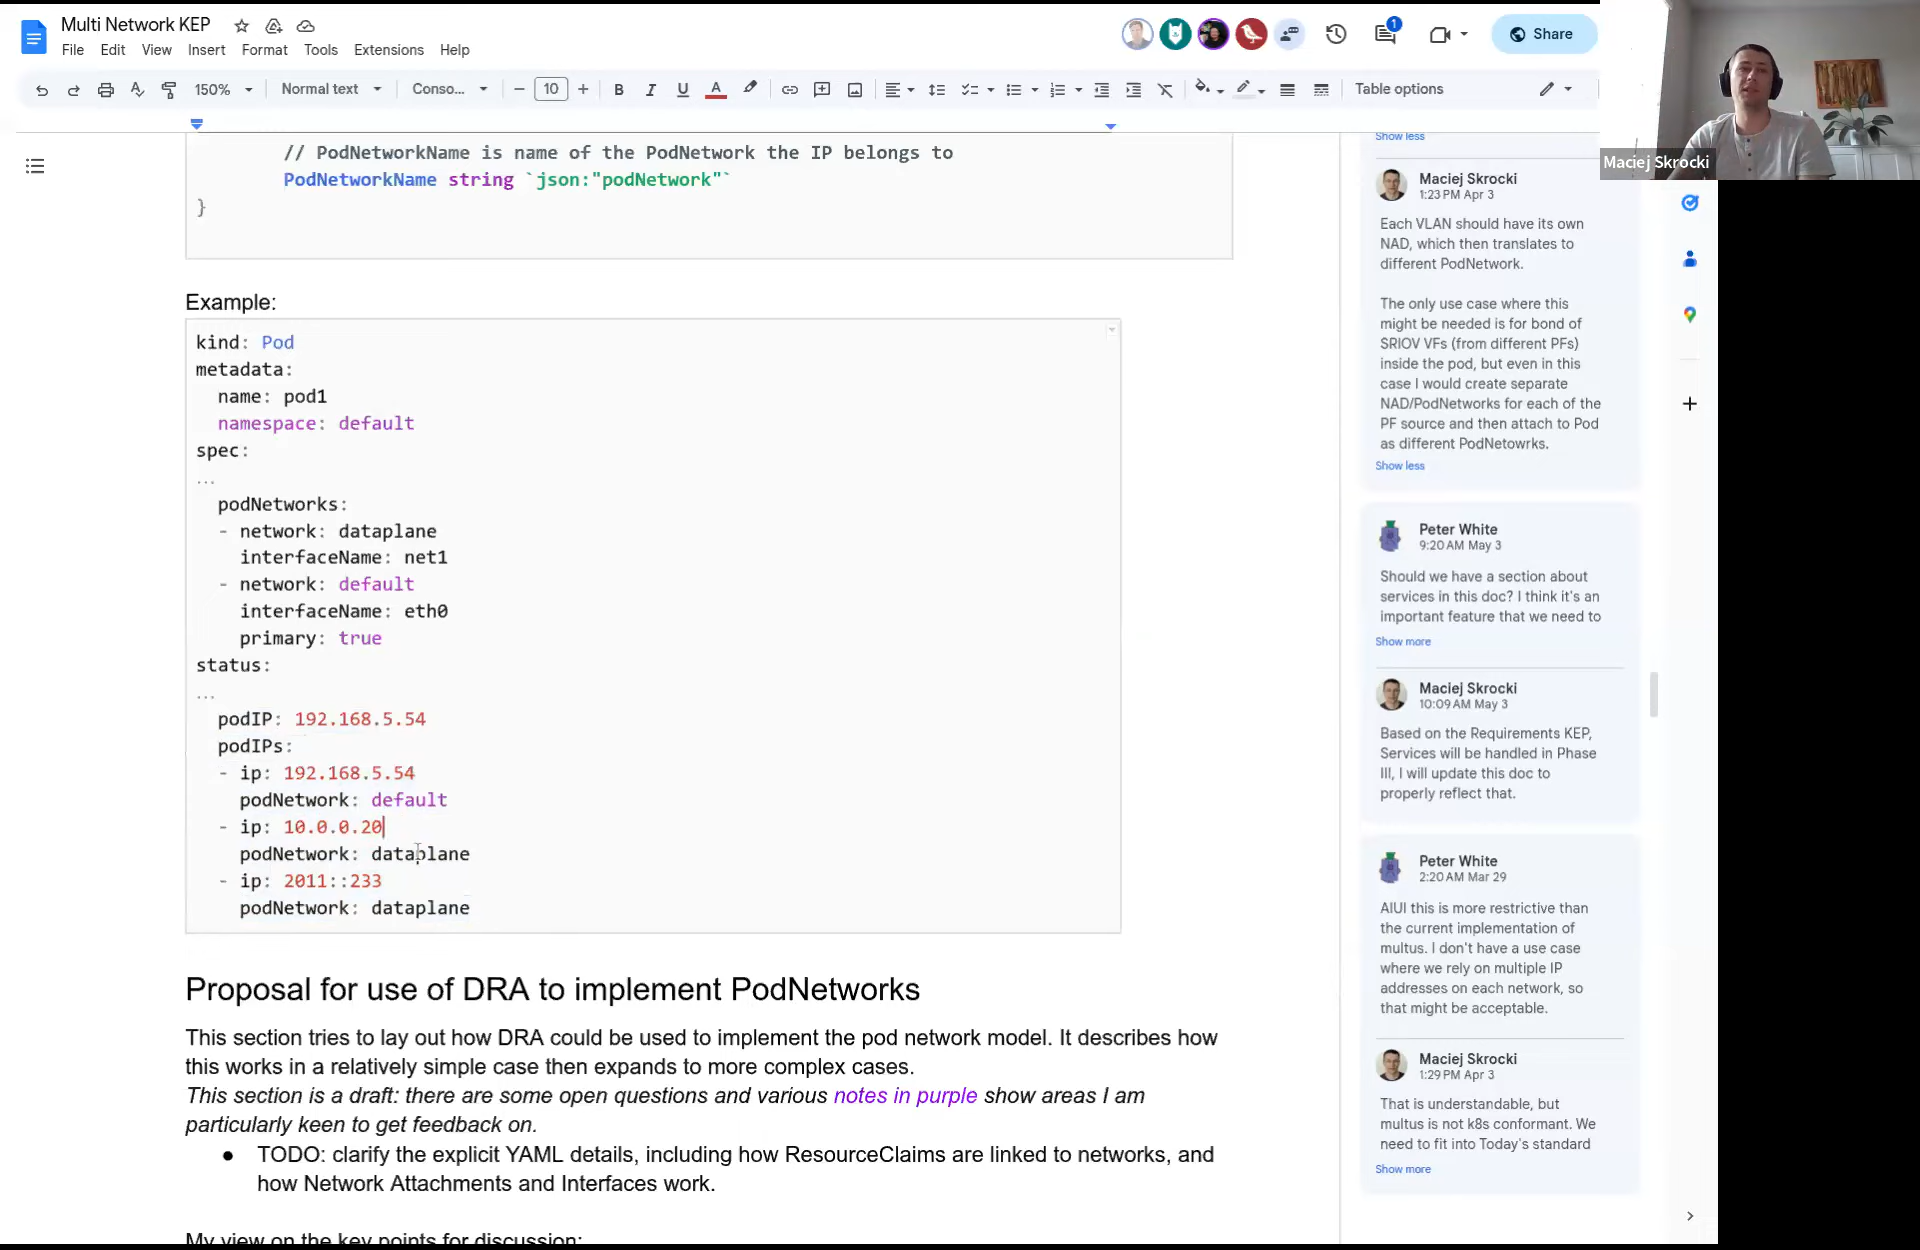 Multi Network KEP
File Edit View Insert Format Tools Extensions Help
1
Share
150% Normal text Conso... 10 B I U A Table options
Maciej Skrocki
// PodNetworkName is name of the PodNetwork the IP belongs to
PodNetworkName string `json:"podNetwork"`
}
Example:
kind: Pod
metadata:
name: pod1
namespace: default
spec:
...
podNetworks:
- network: dataplane
interfaceName: net1
- network: default
interfaceName: eth0
primary: true
status:
...
podIP: 192.168.5.54
podIPs:
- ip: 192.168.5.54
podNetwork: default
- ip: 10.0.0.20
podNetwork: dataplane
- ip: 2011::233
podNetwork: dataplane
Proposal for use of DRA to implement PodNetworks
This section tries to lay out how DRA could be used to implement the pod network model. It describes how
this works in a relatively simple case then expands to more complex cases.
This section is a draft: there are some open questions and various notes in purple show areas I am
particularly keen to get feedback on.
● TODO: clarify the explicit YAML details, including how ResourceClaims are linked to networks, and
how Network Attachments and Interfaces work.
My view on the key points for discussion:
Show less
Maciej Skrocki
1:23 PM Apr 3
Each VLAN should have its own
NAD, which then translates to
different PodNetwork.
The only use case where this
might be needed is for bond of
SRIOV VFs (from different PFs)
inside the pod, but even in this
case I would create separate
NAD/PodNetworks for each of the
PF source and then attach to Pod
as different PodNetowrks.
Show less
Peter White
9:20 AM May 3
Should we have a section about
services in this doc? I think it's an
important feature that we need to
Show more
Maciej Skrocki
10:09 AM May 3
Based on the Requirements KEP,
Services will be handled in Phase
III, I will update this doc to
properly reflect that.
Peter White
2:20 AM Mar 29
AIUI this is more restrictive than
the current implementation of
multus. I don't have a use case
where we rely on multiple IP
addresses on each network, so
that might be acceptable.
Maciej Skrocki
1:29 PM Apr 3
That is understandable, but
multus is not k8s conformant. We
need to fit into Today's standard
Show more